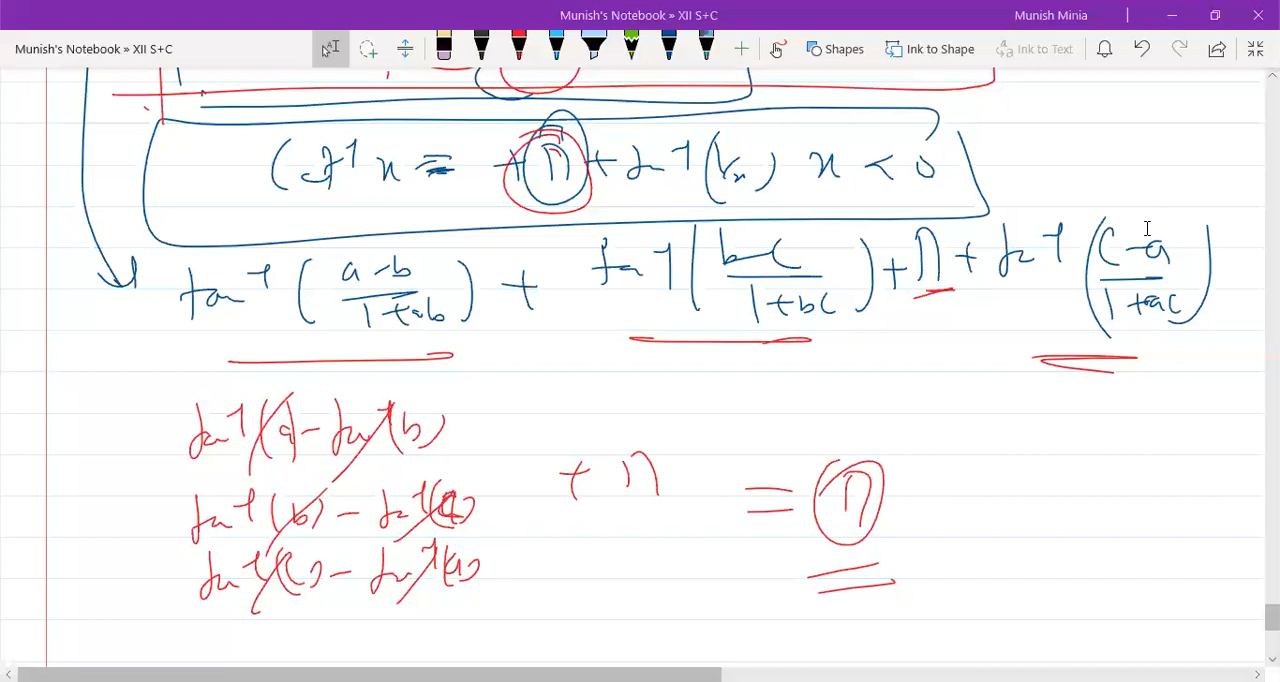 Munish's Notebook » XII S+C
Munish Minia
Munish's Notebook » XII S+C
Shapes Ink to Shape Ink to Text
Cot⁻¹ x = +π + tan⁻¹(1/x) x < 0
tan⁻¹ (a-b / 1+ab) + tan⁻¹ (b-c / 1+bc) + π + tan⁻¹ (c-a / 1+ac)
tan⁻¹(a) - tan⁻¹(b)
+ π = π
tan⁻¹(b) - tan⁻¹(c)
tan⁻¹(c) - tan⁻¹(a)